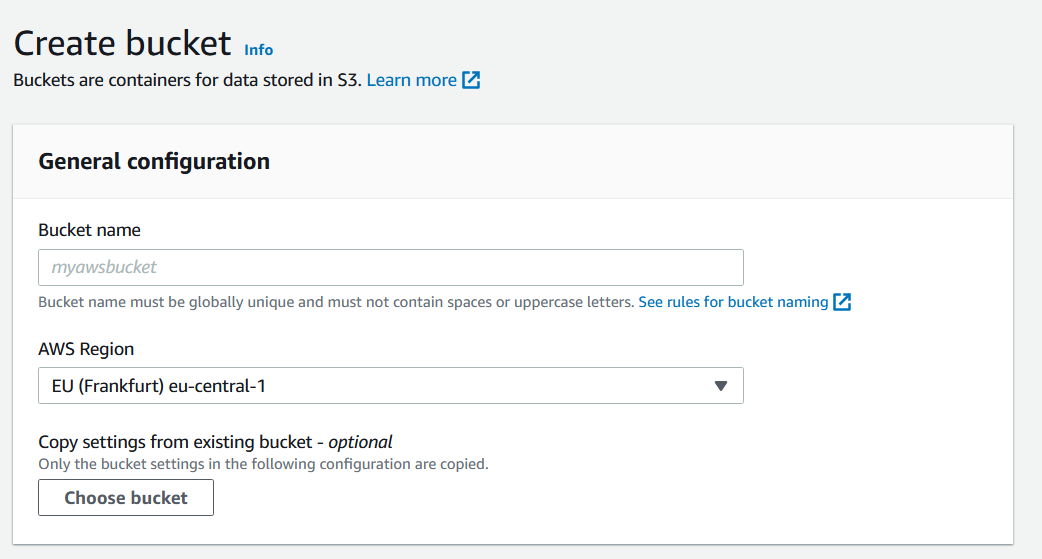 Create bucket Info
Buckets are containers for data stored in S3. Learn more
General configuration
Bucket name
myawsbucket
Bucket name must be globally unique and must not contain spaces or uppercase letters. See rules for bucket naming
AWS Region
EU (Frankfurt) eu-central-1
Copy settings from existing bucket - optional
Only the bucket settings in the following configuration are copied.
Choose bucket